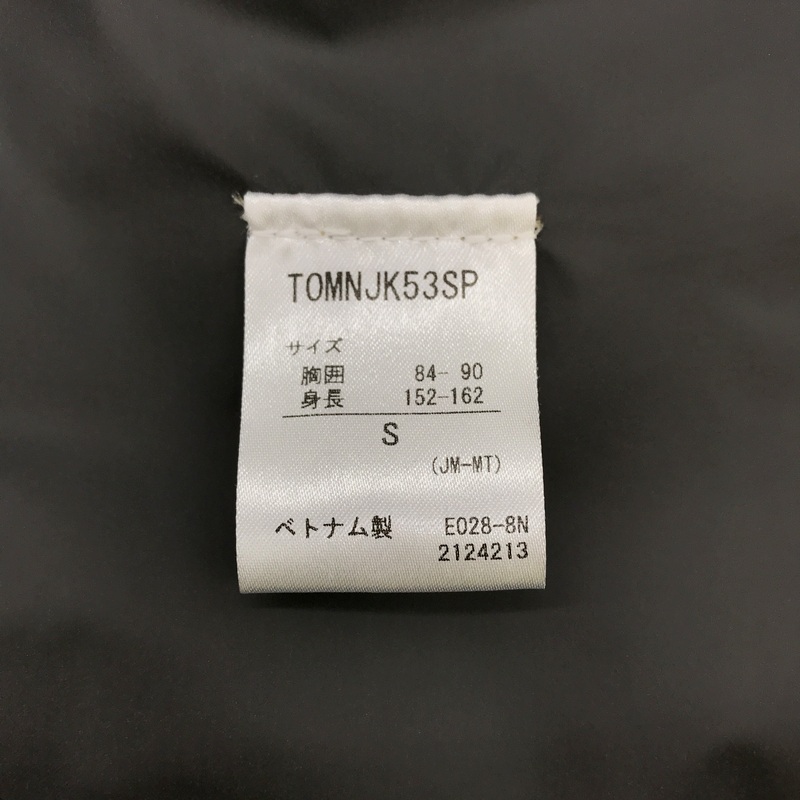 TOMNJK53SP
サイズ
胸囲 84- 90
身長 152-162
S
(JM-MT)
ベトナム製 E028-8N
2124213